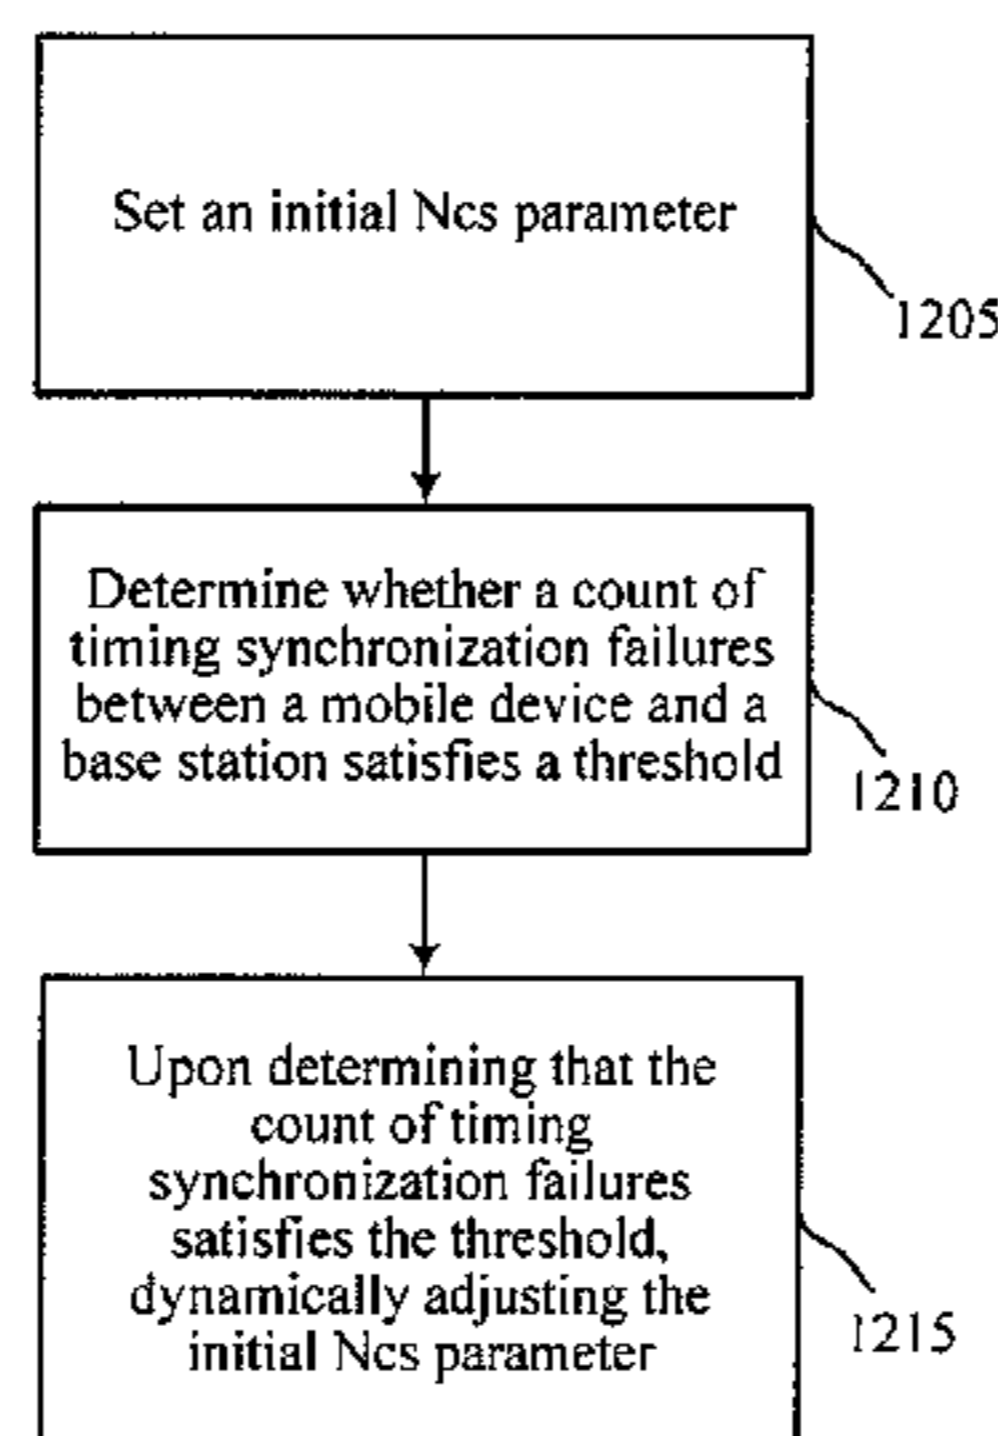 Set an initial Ncs parameter
1205
Determine whether a count of
timing synchronization failures
between a mobile device and a
base station satisfies a threshold
1210
Upon determining that the
count of timing
synchronization failures
satisfies the threshold,
dynamically adjusting the
initial Ncs parameter
1215